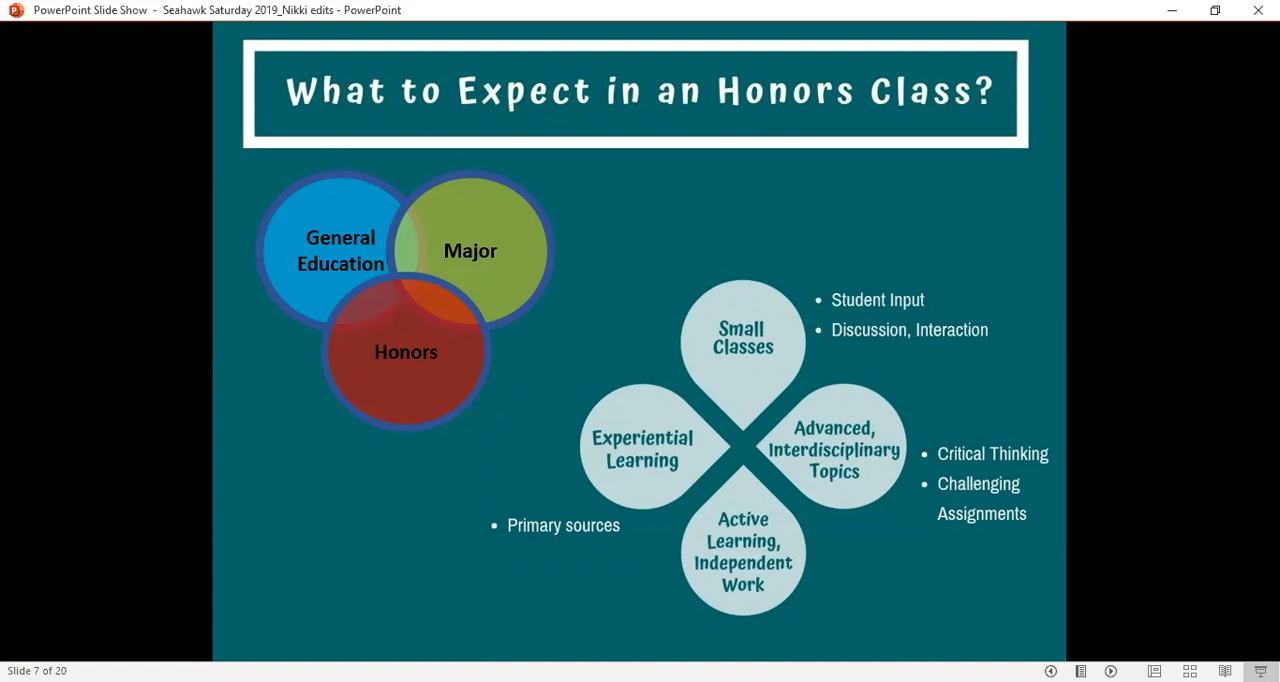 PowerPoint Slide Show - Seahawk Saturday 2019_Nikki edits - PowerPoint
What to Expect in an Honors Class?
General
Education
Major
Honors
Small
Classes
• Student Input
• Discussion, Interaction
Experiential
Learning
• Primary sources
Advanced,
Interdisciplinary
Topics
• Critical Thinking
• Challenging
Assignments
Active
Learning,
Independent
Work
Slide 7 of 20